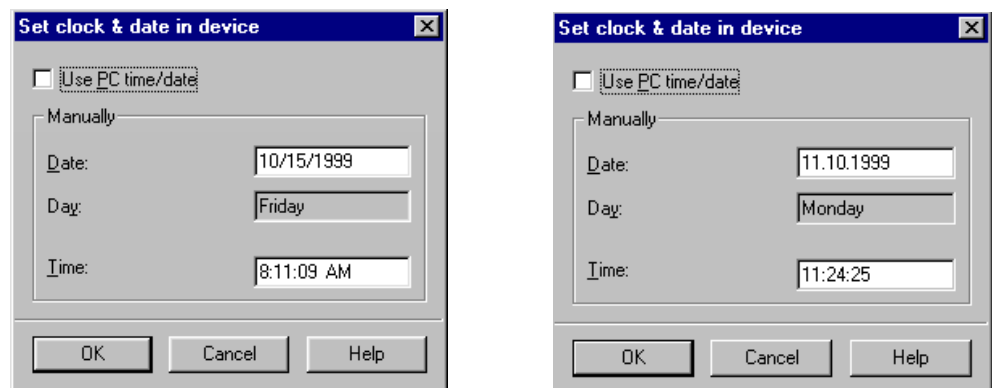 Set clock & date in device
Use PC time/date
Manually
Date: 10/15/1999
Day: Friday
Time: 8:11:09 AM
OK Cancel Help
Set clock & date in device
Use PC time/date
Manually
Date: 11.10.1999
Day: Monday
Time: 11:24:25
OK Cancel Help